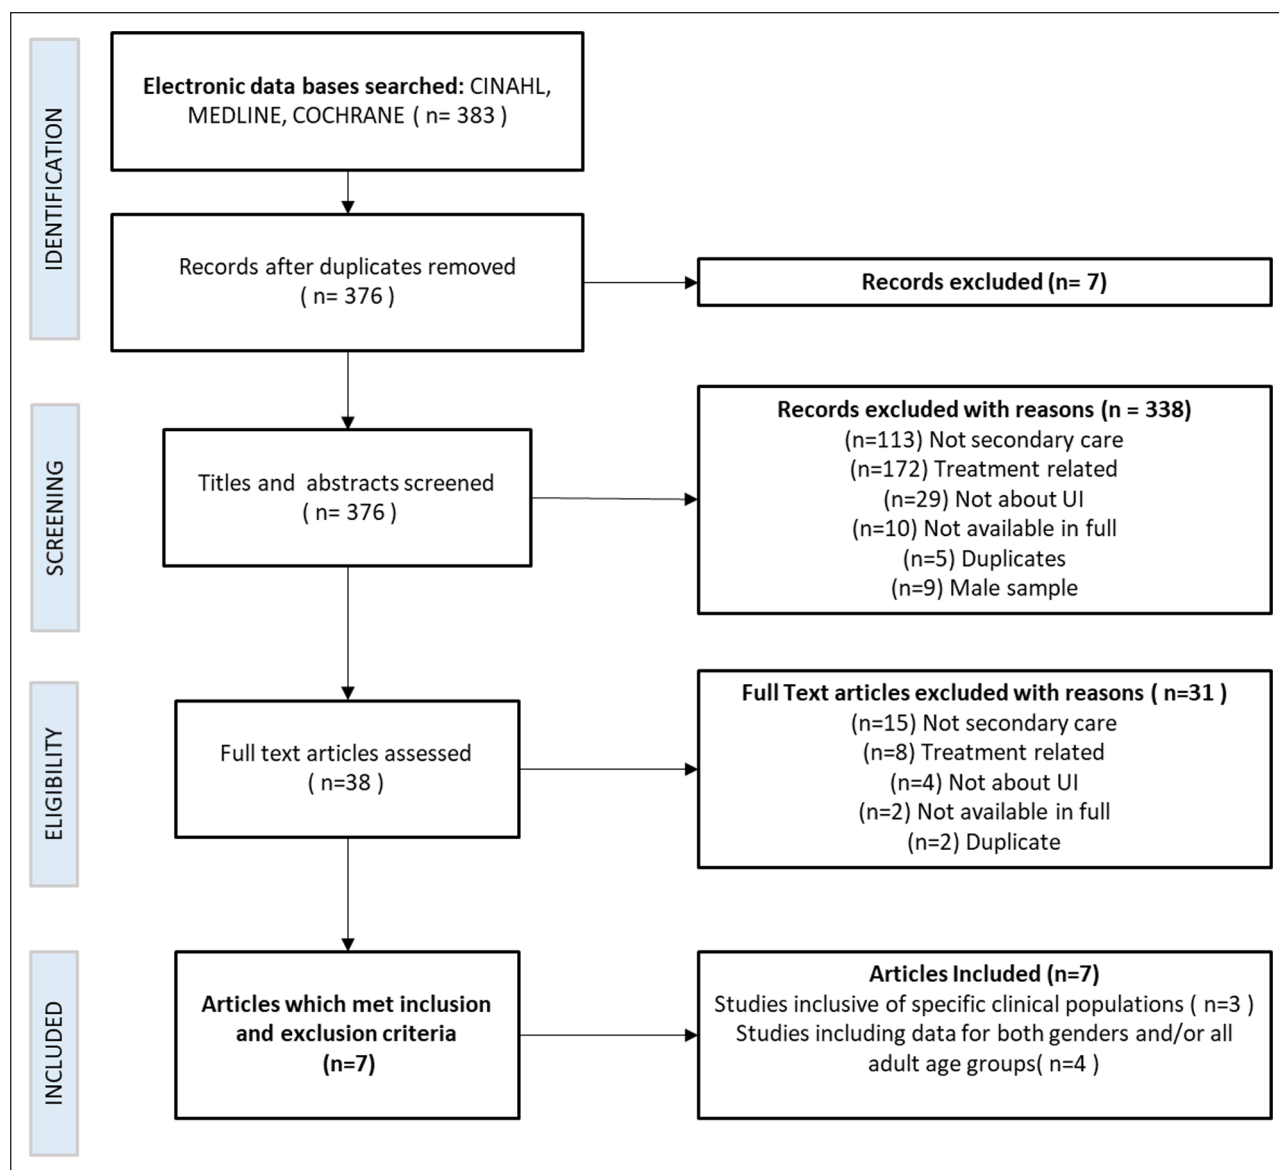 IDENTIFICATION
Electronic data bases searched: CINAHL,
MEDLINE, COCHRANE ( n= 383 )
Records after duplicates removed
( n= 376 )
Records excluded (n= 7)
SCREENING
Titles and abstracts screened
( n= 376 )
Records excluded with reasons (n = 338)
(n=113) Not secondary care
(n=172) Treatment related
(n=29) Not about UI
(n=10) Not available in full
(n=5) Duplicates
(n=9) Male sample
ELIGIBILITY
Full text articles assessed
( n=38 )
Full Text articles excluded with reasons ( n=31 )
(n=15) Not secondary care
(n=8) Treatment related
(n=4) Not about UI
(n=2) Not available in full
(n=2) Duplicate
INCLUDED
Articles which met inclusion
and exclusion criteria
(n=7)
Articles Included (n=7)
Studies inclusive of specific clinical populations ( n=3 )
Studies including data for both genders and/or all
adult age groups( n=4 )